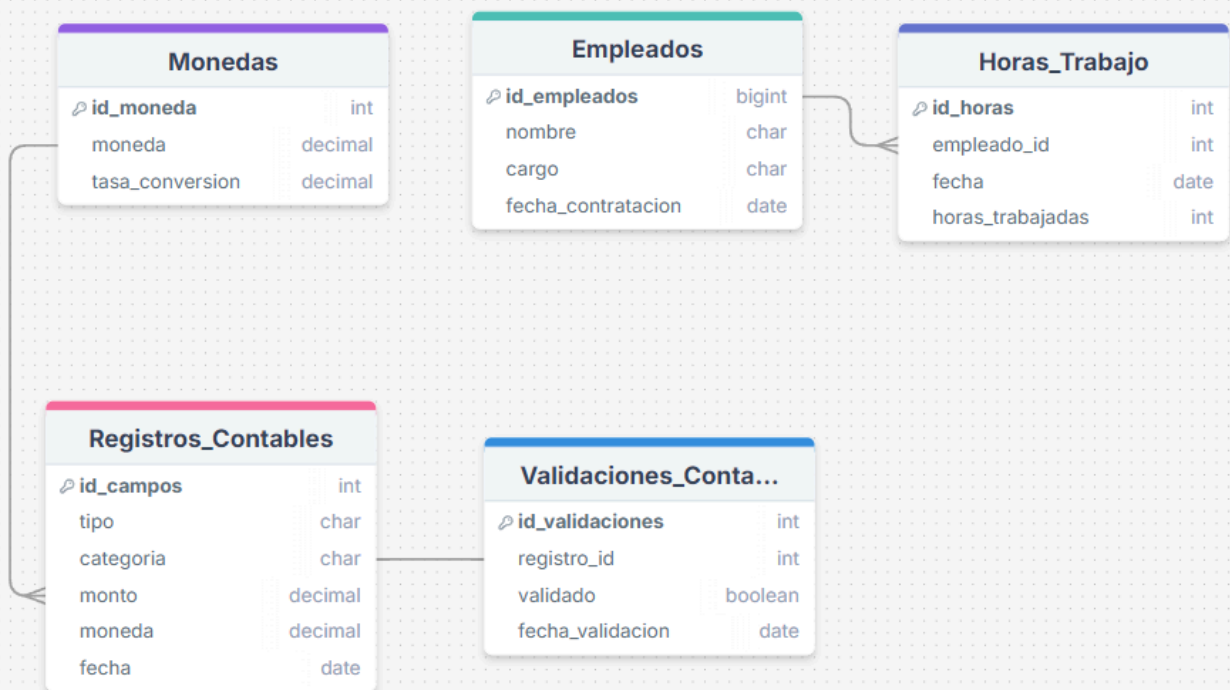 Monedas
id_moneda int
moneda decimal
tasa_conversion decimal
Empleados
id_empleados bigint
nombre char
cargo char
fecha_contratacion date
Horas_Trabajo
id_horas int
empleado_id int
fecha date
horas_trabajadas int
Registros_Contables
id_campos int
tipo char
categoria char
monto decimal
moneda decimal
fecha date
Validaciones_Conta...
id_validaciones int
registro_id int
validado boolean
fecha_validacion date